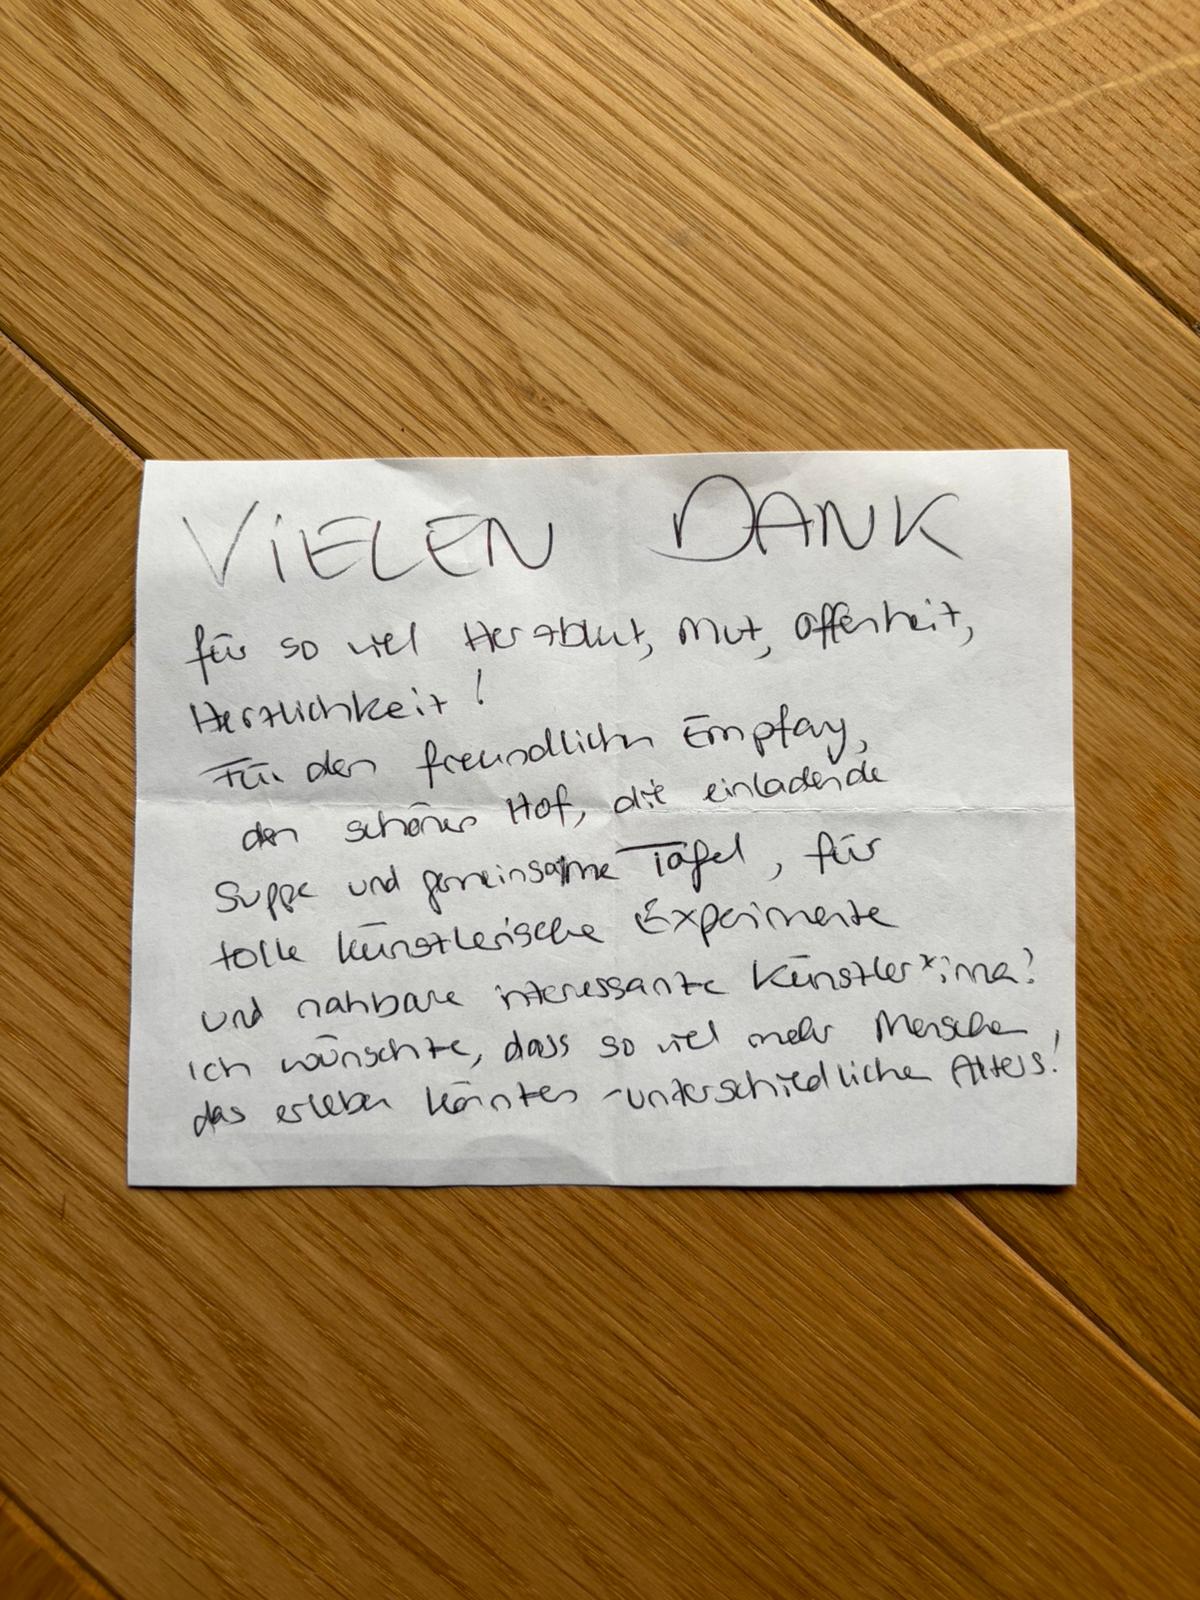 VIELEN DANK
für so viel Herzblut, Mut, Offenheit,
Herzlichkeit!
Für den freundlichen Empfang,
den schönen Hof, die einladende
Suppe und gemeinsame Tafel, für
tolle künstlerische Experimente
und nahbare interessante Künstler*innen!
Ich wünschte, dass so viel mehr Menschen
das erleben könnten - unterschiedlichen Alters!